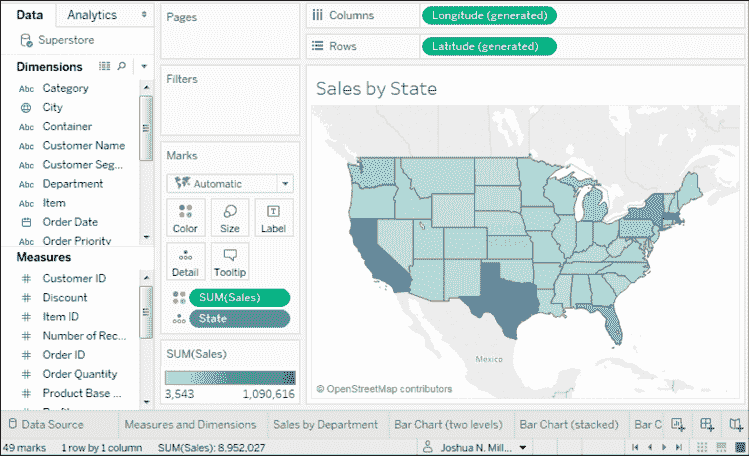 Data
Analytics
Superstore
Dimensions
Abc Category
City
Abc Container
Abc Customer Name
Abc Customer Seg...
Abc Department
Abc Item
Order Date
Abc Order Priority
Measures
# Customer ID
# Discount
# Item ID
# Number of Rec...
# Order ID
# Order Quantity
# Product Base ...
Pages
Filters
Marks
Automatic
Color Size Label
Detail Tooltip
SUM(Sales)
State
SUM(Sales)
3,543 1,090,616
Columns Longitude (generated)
Rows Latitude (generated)
Sales by State
Mexico
© OpenStreetMap contributors
Data Source Measures and Dimensions Sales by Department Bar Chart (two levels) Bar Chart (stacked) Bar C
49 marks 1 row by 1 column SUM(Sales): 8,952,027 Joshua N. Mill...